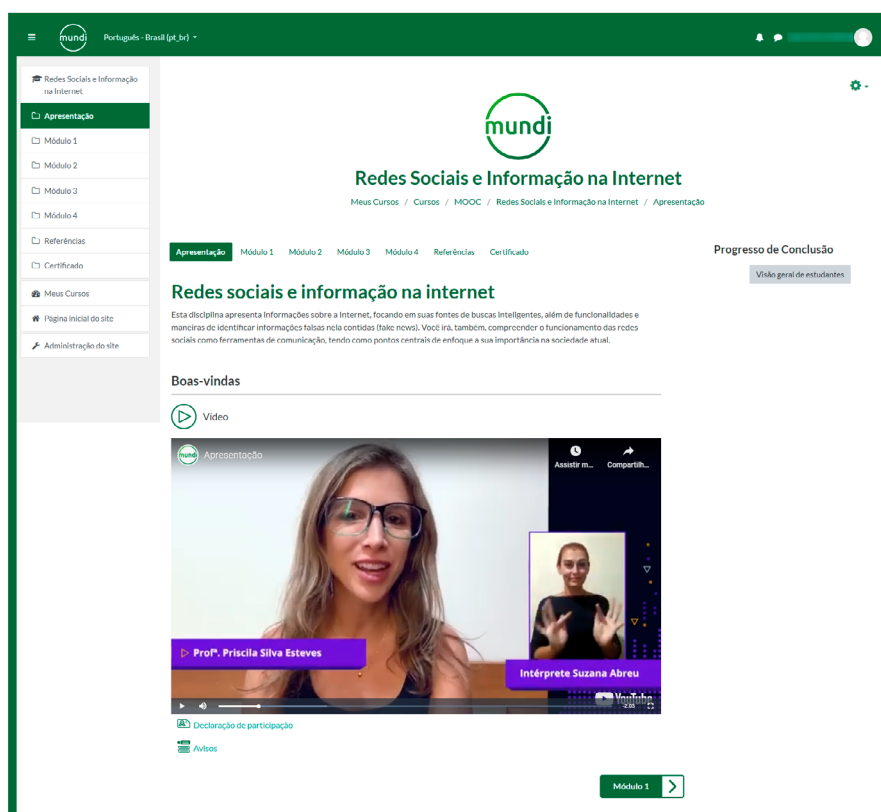 mundi
Português - Brasil (pt_br)
Redes Sociais e Informação
na Internet
Apresentação
Módulo 1
Módulo 2
Módulo 3
Módulo 4
Referências
Certificado
Meus Cursos
Página inicial do site
Administração do site
mundi
Redes Sociais e Informação na Internet
Meus Cursos / Cursos / MOOC / Redes Sociais e Informação na Internet / Apresentação
Apresentação Módulo 1 Módulo 2 Módulo 3 Módulo 4 Referências Certificado
Progresso de Conclusão
Visão geral de estudantes
Redes sociais e informação na internet
Esta disciplina apresenta informações sobre a Internet, focando em suas fontes de buscas inteligentes, além de funcionalidades e
maneiras de identificar informações falsas nela contidas (fake news). Você irá, também, compreender o funcionamento das redes
sociais como ferramentas de comunicação, tendo como pontos centrais de enfoque a sua importância na sociedade atual.
Boas-vindas
Vídeo
mundi
Apresentação
Assistir m... Compartilh...
Profª. Priscila Silva Esteves
Intérprete Suzana Abreu
YouTube
-2:03
Declaração de participação
Avisos
Módulo 1